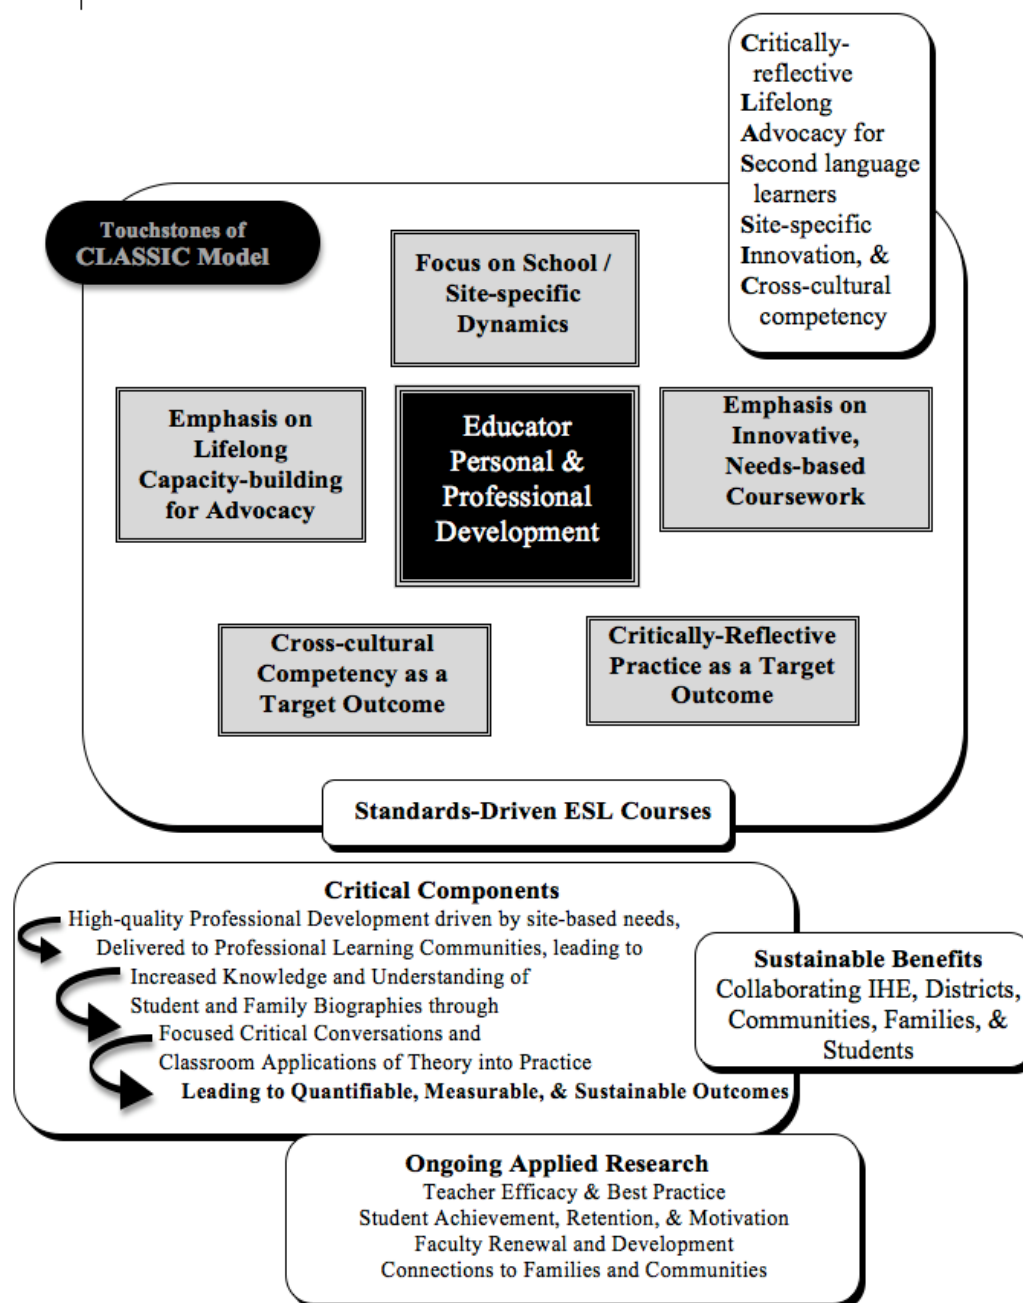 Critically-
reflective
Lifelong
Advocacy for
Second language
learners
Site-specific
Innovation, &
Cross-cultural
competency
Touchstones of
CLASSIC Model
Focus on School /
Site-specific
Dynamics
Emphasis on
Lifelong
Capacity-building
for Advocacy
Educator
Personal &
Professional
Development
Emphasis on
Innovative,
Needs-based
Coursework
Cross-cultural
Competency as a
Target Outcome
Critically-Reflective
Practice as a Target
Outcome
Standards-Driven ESL Courses
Critical Components
High-quality Professional Development driven by site-based needs,
Delivered to Professional Learning Communities, leading to
Increased Knowledge and Understanding of
Student and Family Biographies through
Focused Critical Conversations and
Classroom Applications of Theory into Practice
Leading to Quantifiable, Measurable, & Sustainable Outcomes
Sustainable Benefits
Collaborating IHE, Districts,
Communities, Families, &
Students
Ongoing Applied Research
Teacher Efficacy & Best Practice
Student Achievement, Retention, & Motivation
Faculty Renewal and Development
Connections to Families and Communities